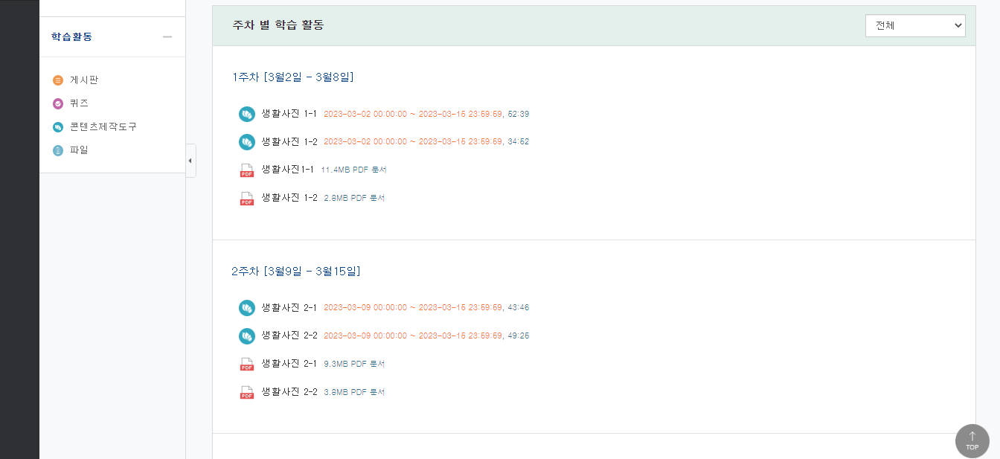 학습활동
게시판
퀴즈
콘텐츠제작도구
파일
주차 별 학습 활동
전체
1주차 [3월2일 - 3월8일]
생활사진 1-1 2023-03-02 00:00:00 ~ 2023-03-15 23:59:59, 52:39
생활사진 1-2 2023-03-02 00:00:00 ~ 2023-03-15 23:59:59, 34:52
PDF 생활사진1-1 11.4MB PDF 문서
PDF 생활사진 1-2 2.8MB PDF 문서
2주차 [3월9일 - 3월15일]
생활사진 2-1 2023-03-09 00:00:00 ~ 2023-03-15 23:59:59, 43:46
생활사진 2-2 2023-03-09 00:00:00 ~ 2023-03-15 23:59:59, 49:25
PDF 생활사진 2-1 9.3MB PDF 문서
PDF 생활사진 2-2 3.8MB PDF 문서
TOP